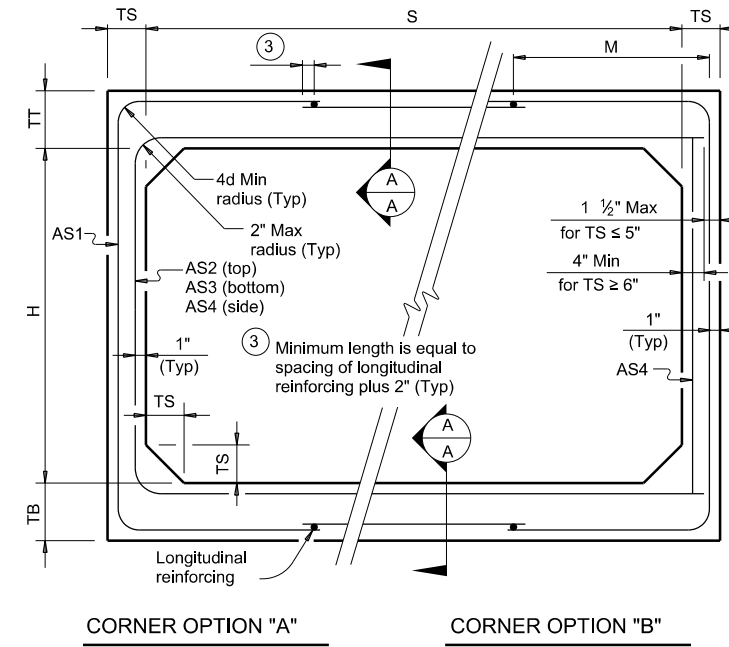 TS
S
TS
3
M
TT
A
A
4d Min
radius (Typ)
1 ½" Max
for TS ≤ 5"
2" Max
radius (Typ)
AS1
AS2 (top)
AS3 (bottom)
AS4 (side)
4" Min
for TS ≥ 6"
H
1"
(Typ)
3
Minimum length is equal to
spacing of longitudinal
reinforcing plus 2" (Typ)
1"
(Typ)
AS4
TS
A
A
TS
TB
Longitudinal
reinforcing
CORNER OPTION "A"
CORNER OPTION "B"